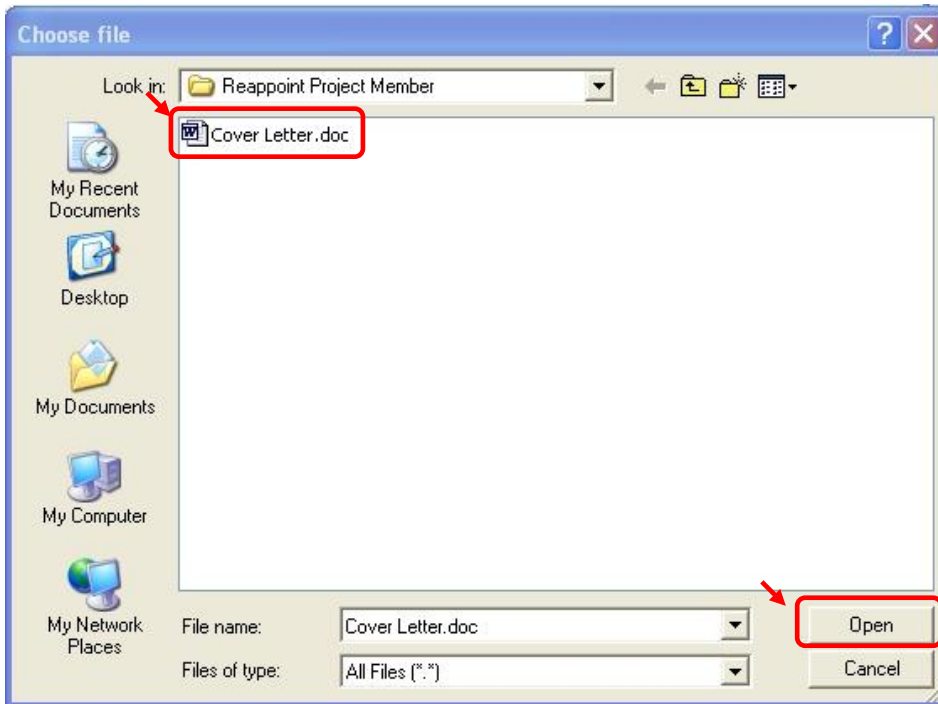 Choose file
Look in: Reappoint Project Member
Cover Letter.doc
My Recent
Documents
Desktop
My Documents
My Computer
My Network
Places
File name: Cover Letter.doc Open
Files of type: All Files (*.*) Cancel